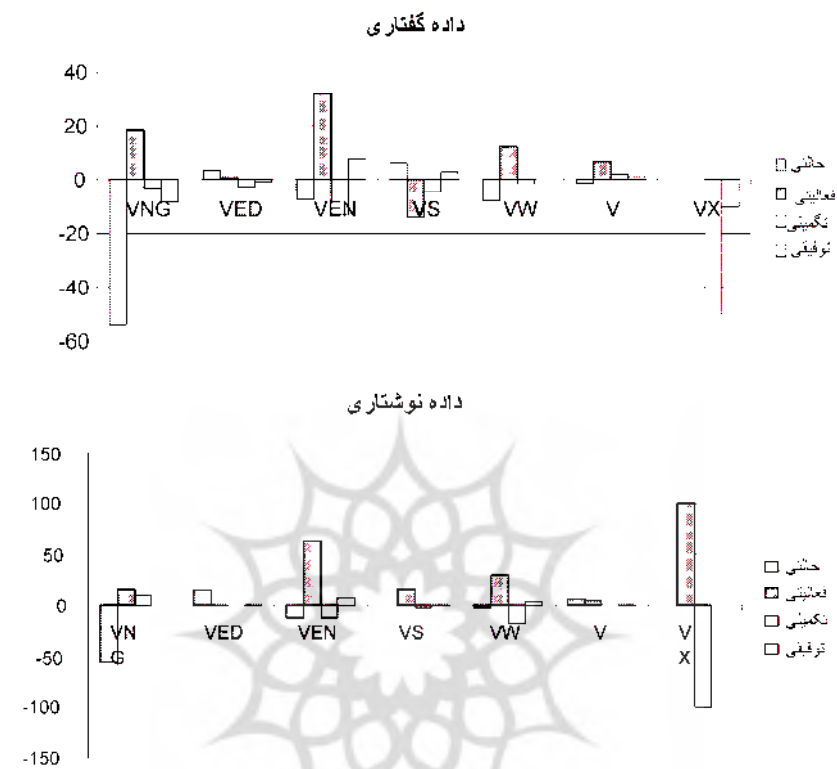 داده گفتاری
40
20
0
-20
-40
-60
VNG VED VEN VS VW V VX
حالتی
فعالیتی
تکمیلی
توفیقی
داده نوشتاری
150
100
50
0
-50
-100
-150
VN
G
VED VEN VS VW V
V
X
حالتی
فعالیتی
تکمیلی
توفیقی